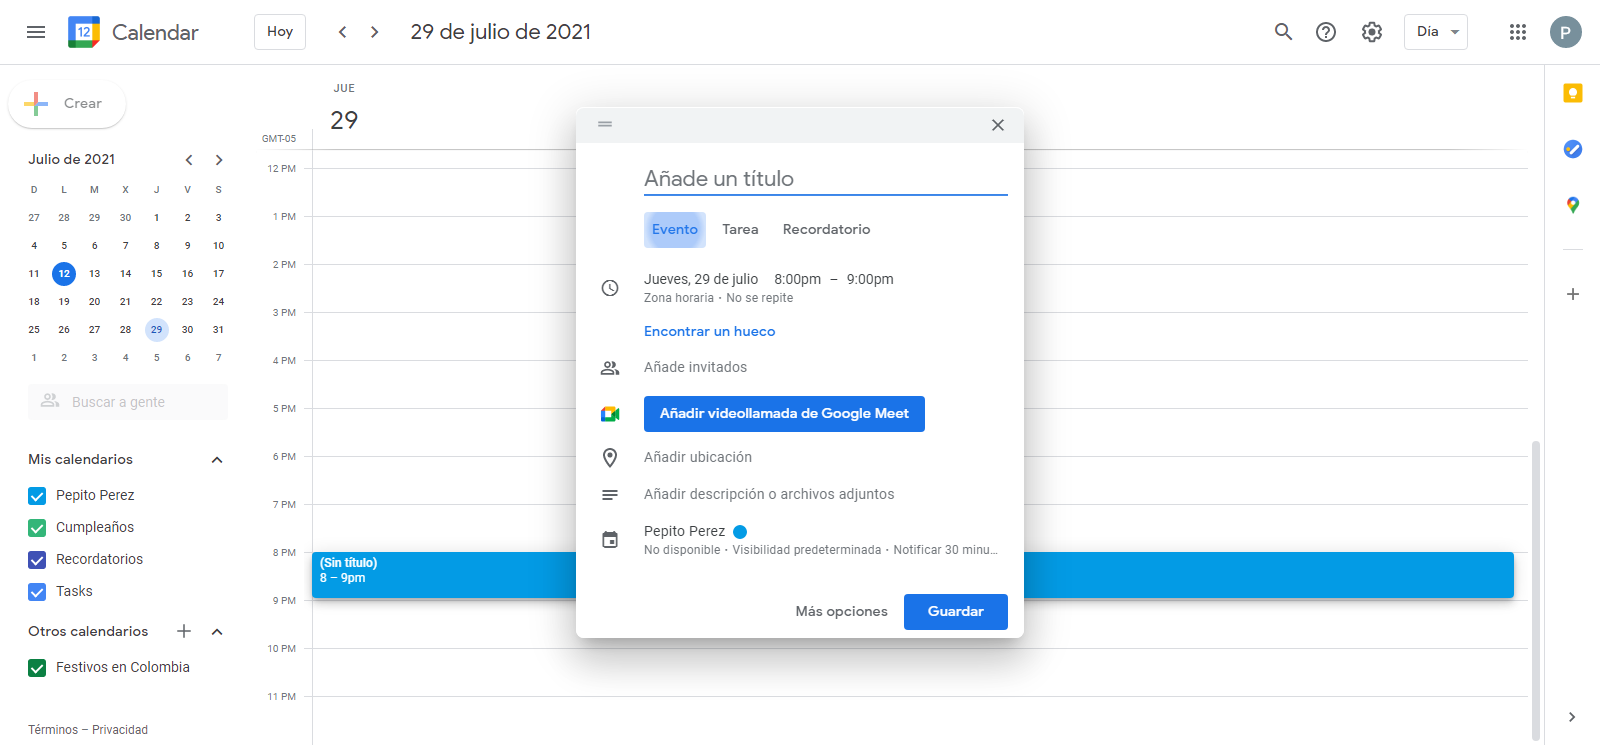 12 Calendar Hoy 29 de julio de 2021 Día P
Crear
Julio de 2021
D L M X J V S
27 28 29 30 1 2 3
4 5 6 7 8 9 10
11 12 13 14 15 16 17
18 19 20 21 22 23 24
25 26 27 28 29 30 31
1 2 3 4 5 6 7
Buscar a gente
Mis calendarios
Pepito Perez
Cumpleaños
Recordatorios
Tasks
Otros calendarios
Festivos en Colombia
Términos – Privacidad
JUE
29
GMT-05
12 PM
1 PM
2 PM
3 PM
4 PM
5 PM
6 PM
7 PM
8 PM
9 PM
10 PM
11 PM
(Sin título)
8 – 9pm
Añade un título
Evento Tarea Recordatorio
Jueves, 29 de julio 8:00pm – 9:00pm
Zona horaria · No se repite
Encontrar un hueco
Añade invitados
Añadir videollamada de Google Meet
Añadir ubicación
Añadir descripción o archivos adjuntos
Pepito Perez
No disponible · Visibilidad predeterminada · Notificar 30 minu...
Más opciones Guardar